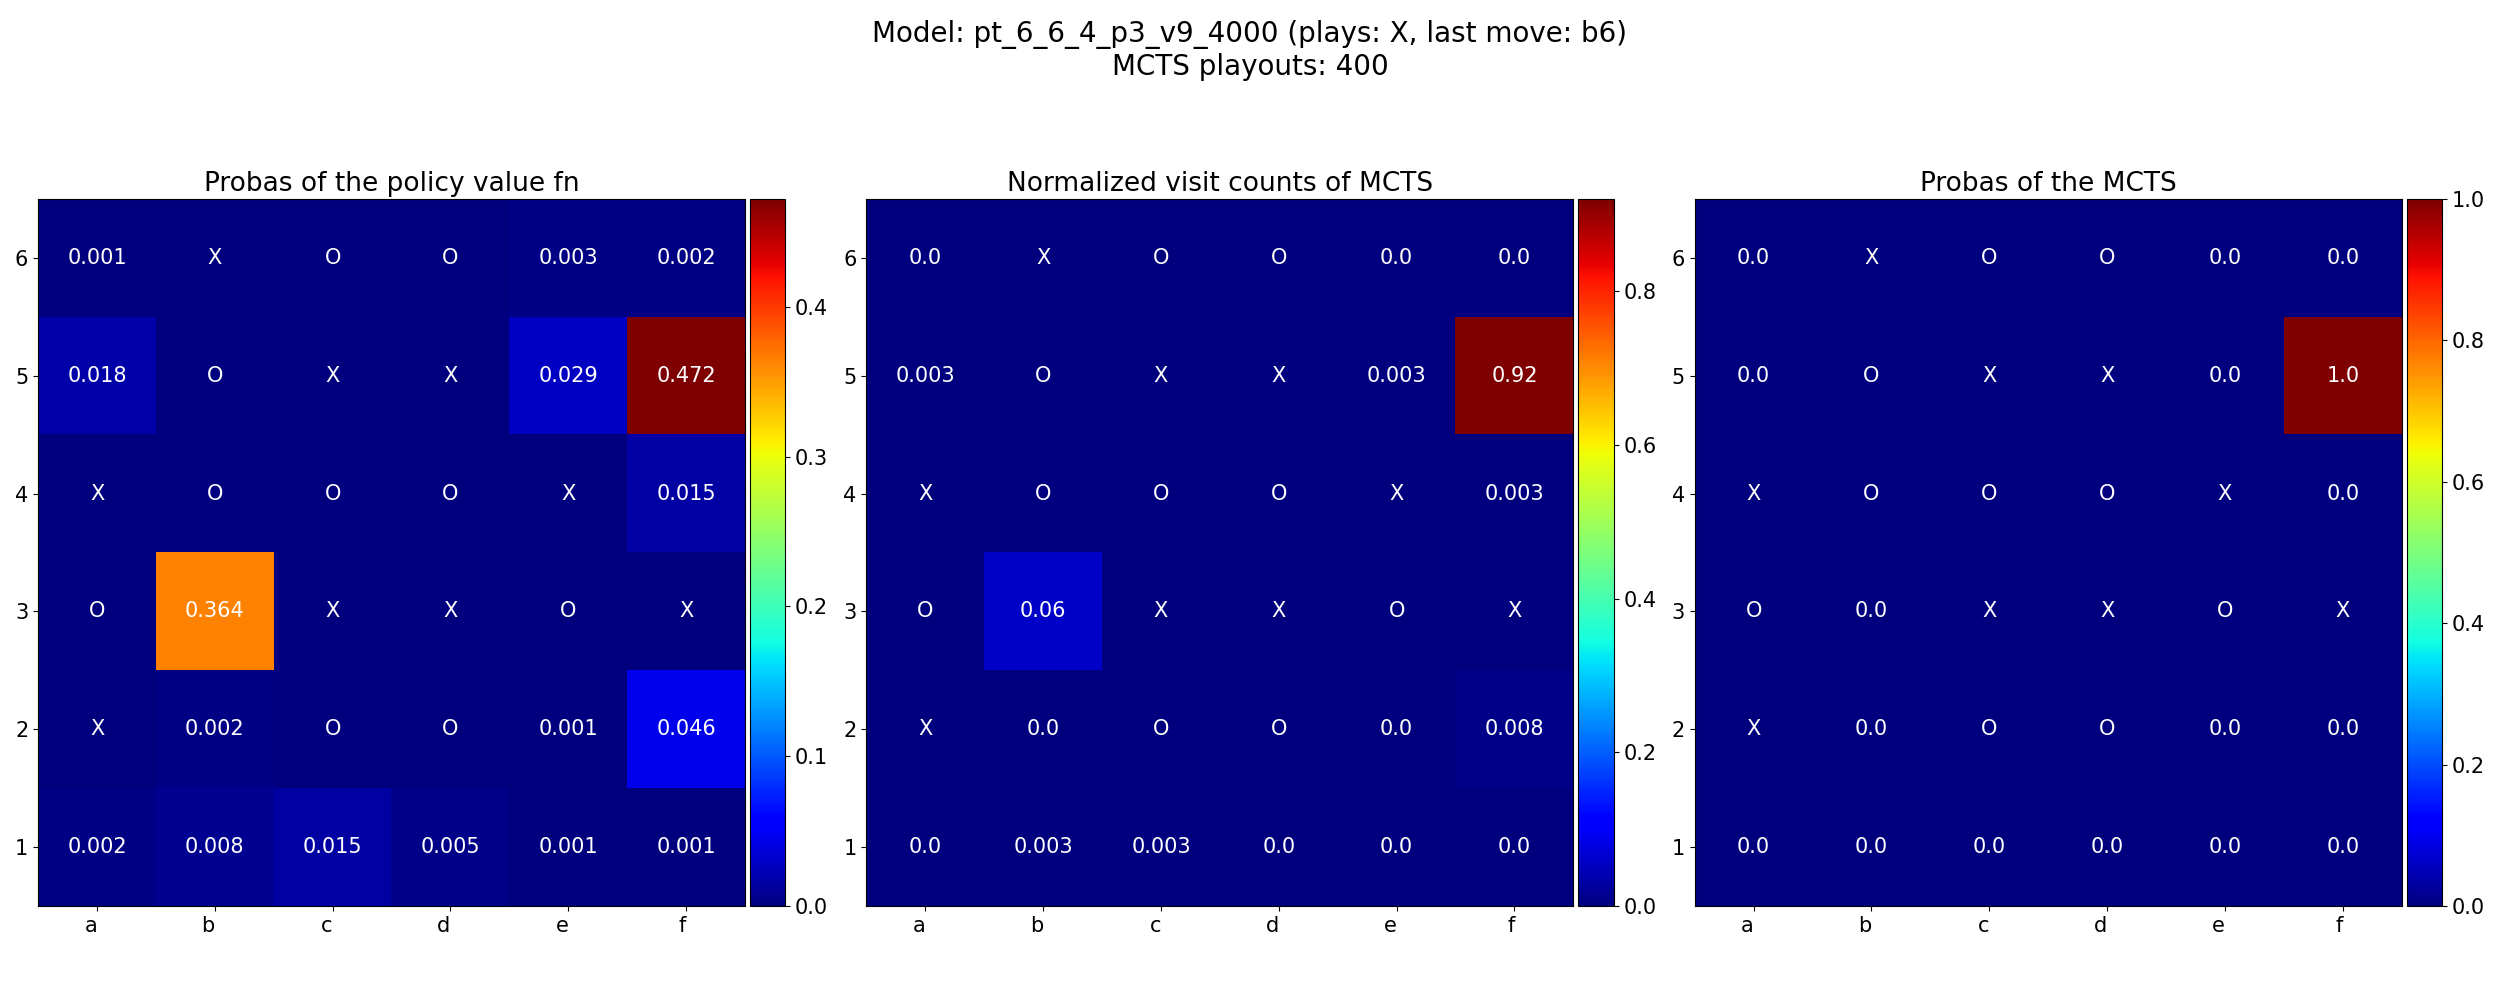 Model: pt_6_6_4_p3_v9_4000 (plays: X, last move: b6)
MCTS playouts: 400
Probas of the policy value fn
6 0.001 X O O 0.003 0.002
5 0.018 O X X 0.029 0.472
4 X O O O X 0.015
3 O 0.364 X X O X
2 X 0.002 O O 0.001 0.046
1 0.002 0.008 0.015 0.005 0.001 0.001
a b c d e f
0.4
0.3
0.2
0.1
0.0
Normalized visit counts of MCTS
6 0.0 X O O 0.0 0.0
5 0.003 O X X 0.003 0.92
4 X O O O X 0.003
3 O 0.06 X X O X
2 X 0.0 O O 0.0 0.008
1 0.0 0.003 0.003 0.0 0.0 0.0
a b c d e f
0.8
0.6
0.4
0.2
0.0
Probas of the MCTS
6 0.0 X O O 0.0 0.0
5 0.0 O X X 0.0 1.0
4 X O O O X 0.0
3 O 0.0 X X O X
2 X 0.0 O O 0.0 0.0
1 0.0 0.0 0.0 0.0 0.0 0.0
a b c d e f
1.0
0.8
0.6
0.4
0.2
0.0